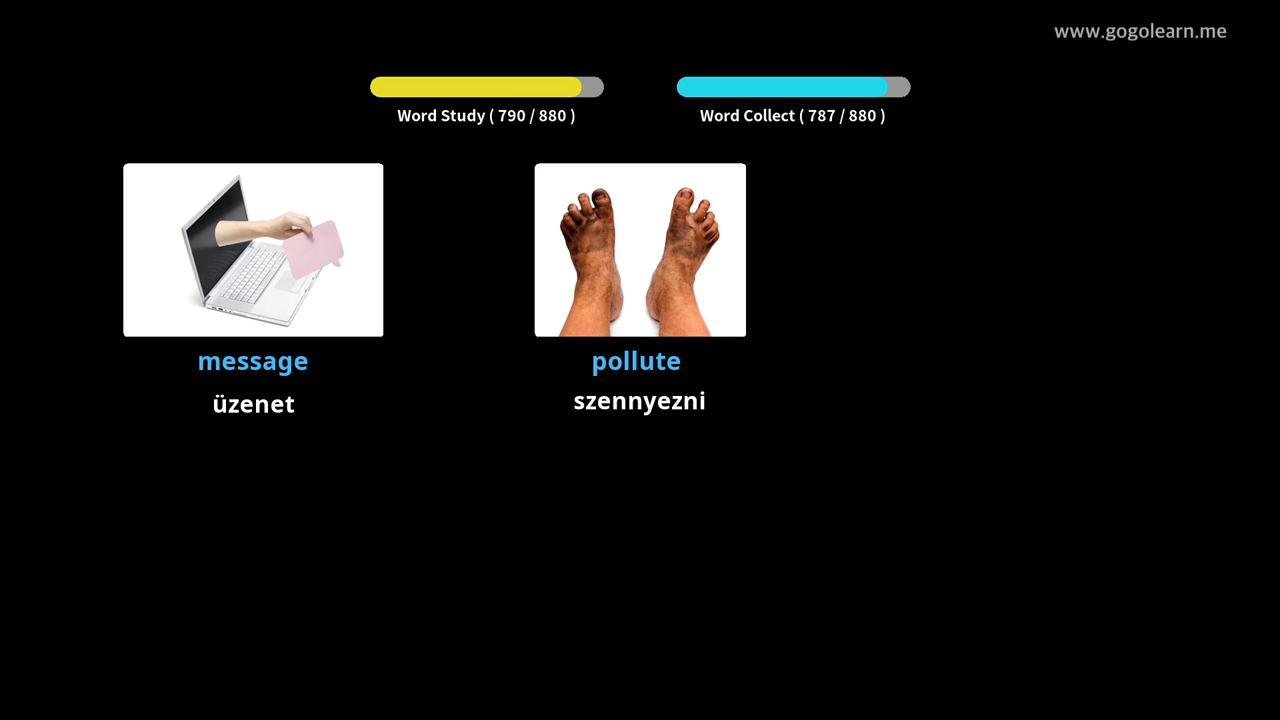 www.gogolearn.me
Word Study ( 790 / 880 )
Word Collect ( 787 / 880 )
message
pollute
üzenet
szennyezni